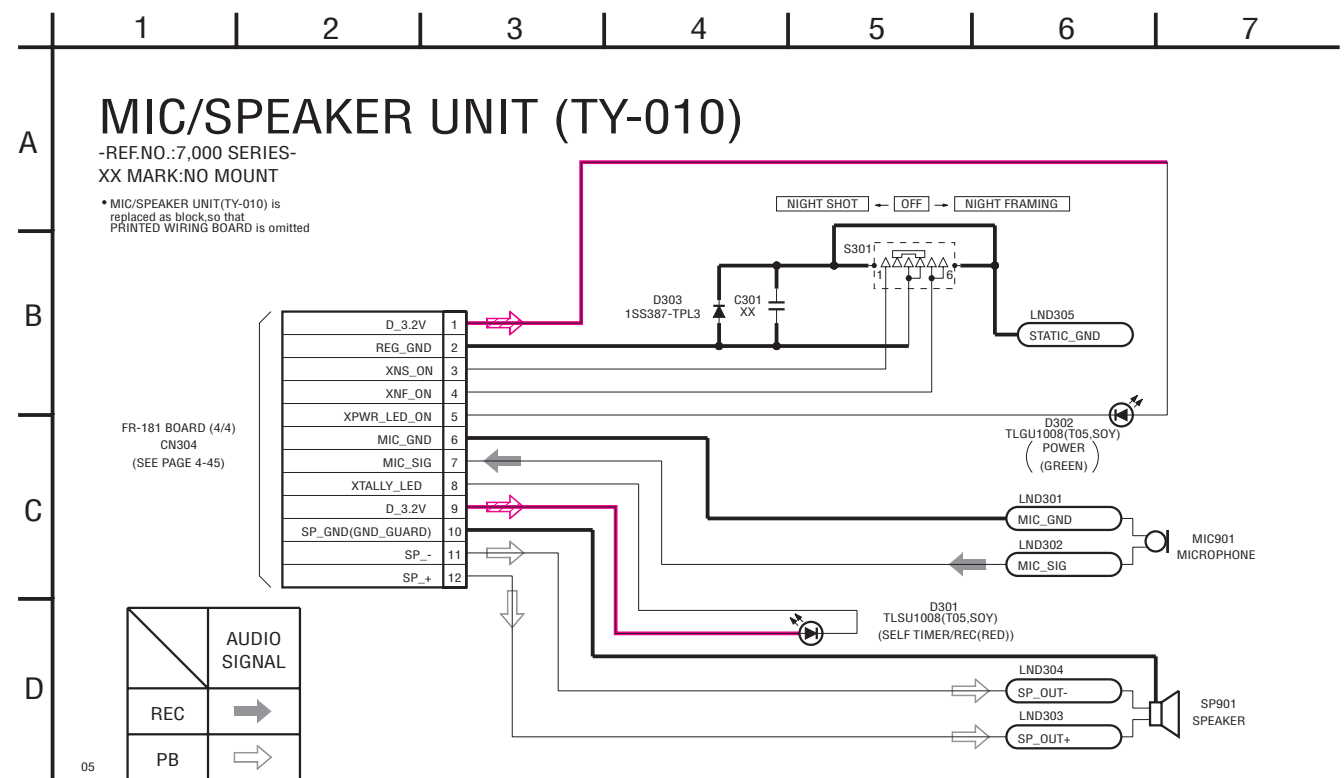 1 2 3 4 5 6 7
A
B
C
D
MIC/SPEAKER UNIT (TY-010)
-REF.NO.:7,000 SERIES-
XX MARK:NO MOUNT
• MIC/SPEAKER UNIT(TY-010) is
replaced as block,so that
PRINTED WIRING BOARD is omitted
NIGHT SHOT ← OFF → NIGHT FRAMING
S301
1 6
D303
1SS387-TPL3
C301
XX
LND305
STATIC_GND
FR-181 BOARD (4/4)
CN304
(SEE PAGE 4-45)
D_3.2V 1
REG_GND 2
XNS_ON 3
XNF_ON 4
XPWR_LED_ON 5
MIC_GND 6
MIC_SIG 7
XTALLY_LED 8
D_3.2V 9
SP_GND(GND_GUARD) 10
SP_- 11
SP_+ 12
D302
TLGU1008(T05,SOY)
POWER
(GREEN)
LND301
MIC_GND
LND302
MIC_SIG
MIC901
MICROPHONE
D301
TLSU1008(T05,SOY)
(SELF TIMER/REC(RED))
LND304
SP_OUT-
LND303
SP_OUT+
SP901
SPEAKER
AUDIO
SIGNAL
REC
PB
05